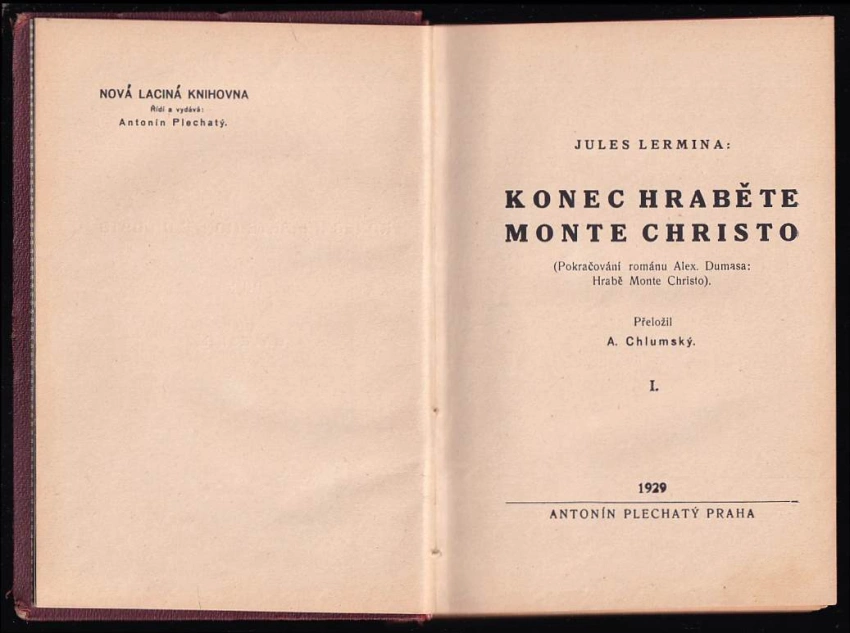 NOVÁ LACINÁ KNIHOVNA
Řídí a vydává:
Antonín Plechatý.
JULES LERMINA:
KONEC HRABĚTE
MONTE CHRISTO
(Pokračování románu Alex. Dumasa:
Hrabě Monte Christo).
Přeložil
A. Chlumský.
I.
1929
ANTONÍN PLECHATÝ PRAHA